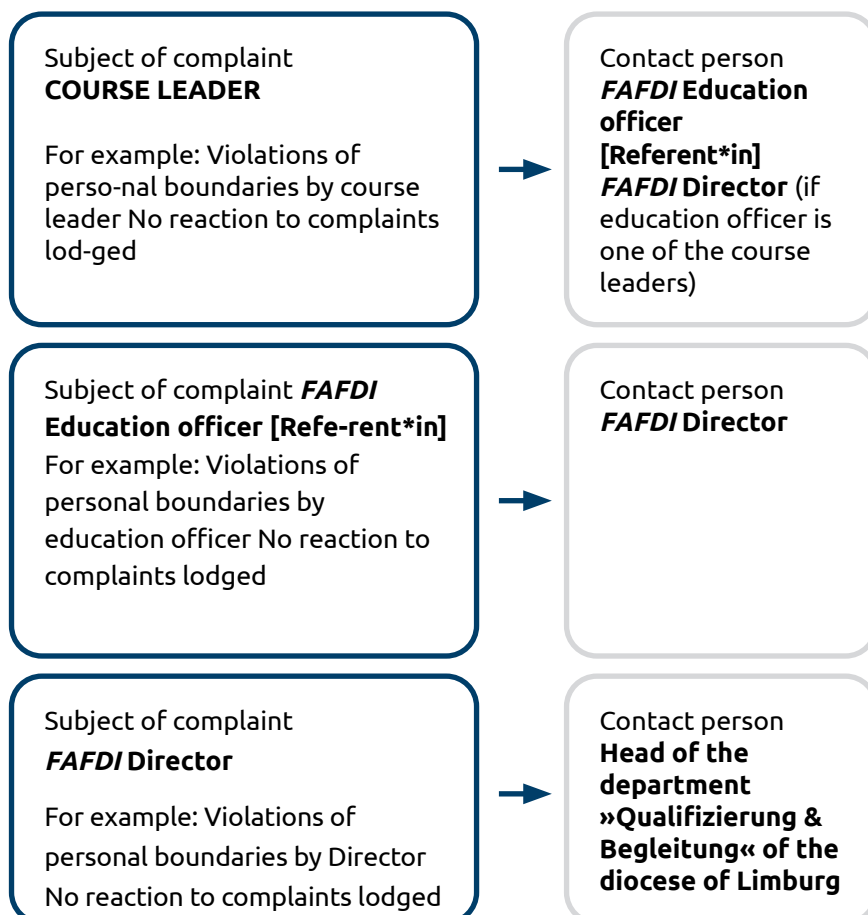 Subject of complaint
COURSE LEADER
For example: Violations of
perso-nal boundaries by course
leader No reaction to complaints
lod-ged
Contact person
FAFDI Education
officer
[Referent*in]
FAFDI Director (if
education officer is
one of the course
leaders)
Subject of complaint FAFDI
Education officer [Refe-rent*in]
For example: Violations of
personal boundaries by
education officer No reaction to
complaints lodged
Contact person
FAFDI Director
Subject of complaint
FAFDI Director
For example: Violations of
personal boundaries by Director
No reaction to complaints lodged
Contact person
Head of the
department
»Qualifizierung &
Begleitung« of the
diocese of Limburg